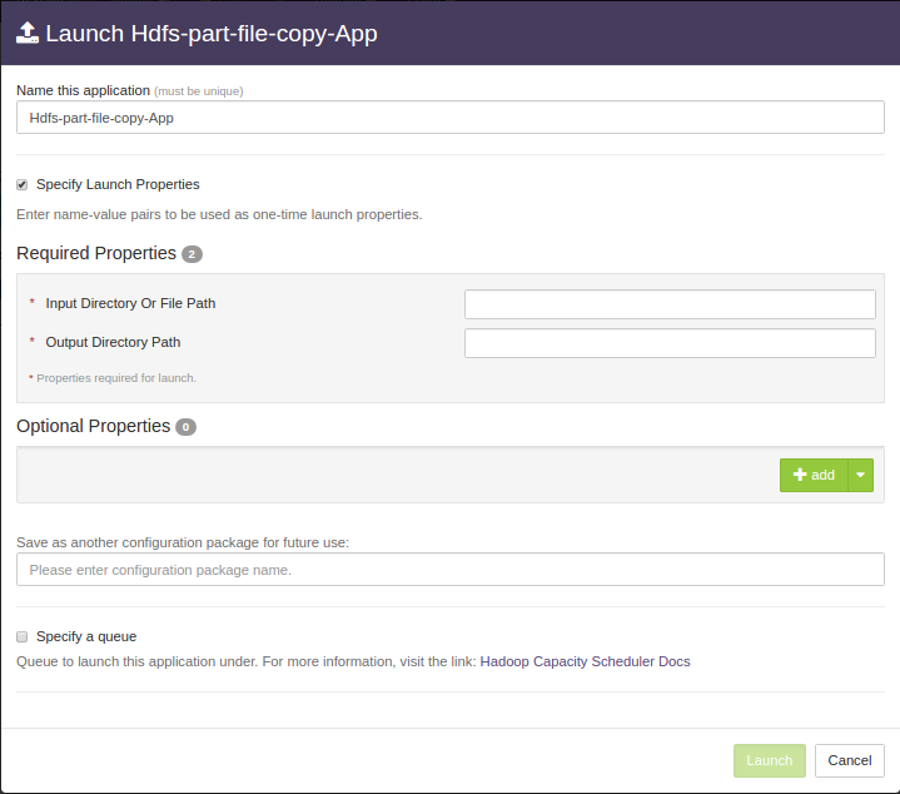 Launch Hdfs-part-file-copy-App
Name this application (must be unique)
Hdfs-part-file-copy-App
Specify Launch Properties
Enter name-value pairs to be used as one-time launch properties.
Required Properties 2
* Input Directory Or File Path
* Output Directory Path
* Properties required for launch.
Optional Properties 0
add
Save as another configuration package for future use:
Please enter configuration package name.
Specify a queue
Queue to launch this application under. For more information, visit the link: Hadoop Capacity Scheduler Docs
Launch Cancel